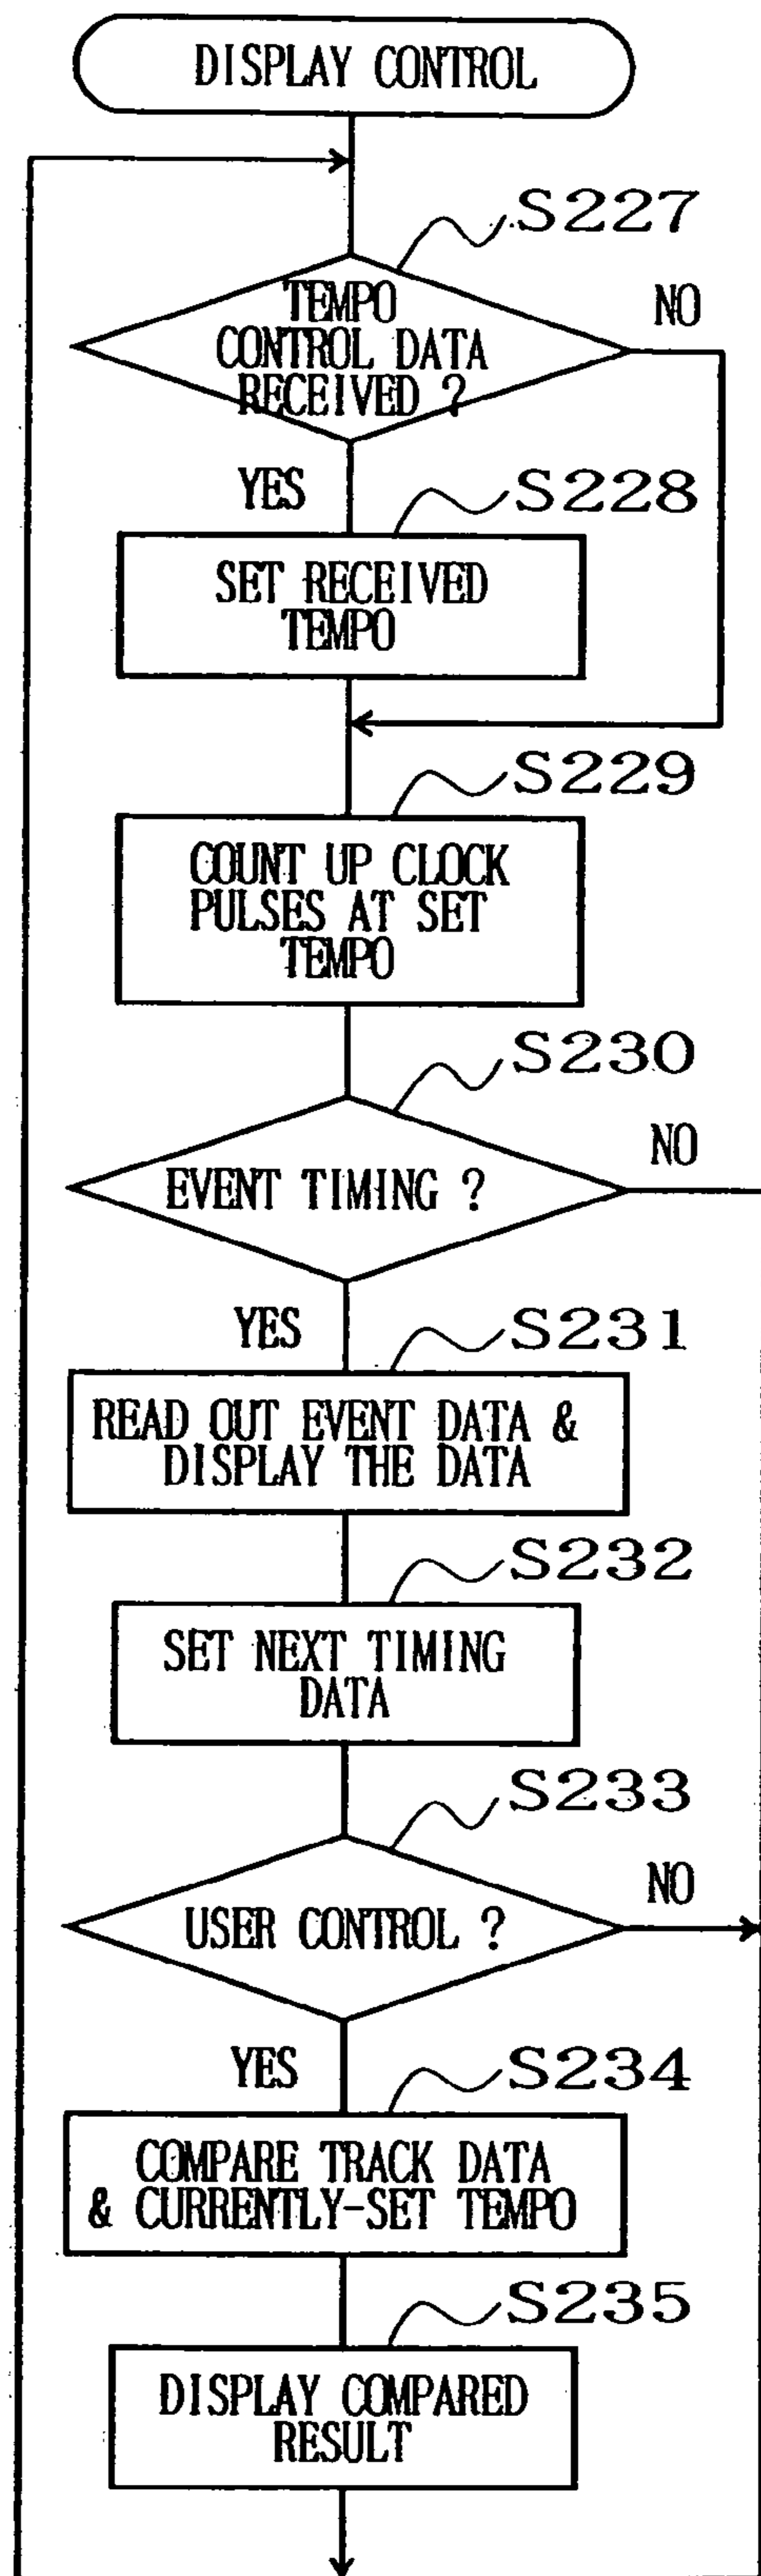 DISPLAY CONTROL
S227
TEMPO
CONTROL DATA
RECEIVED ?
NO
YES
S228
SET RECEIVED
TEMPO
S229
COUNT UP CLOCK
PULSES AT SET
TEMPO
S230
EVENT TIMING ?
NO
YES
S231
READ OUT EVENT DATA &
DISPLAY THE DATA
S232
SET NEXT TIMING
DATA
S233
USER CONTROL ?
NO
YES
S234
COMPARE TRACK DATA
& CURRENTLY-SET TEMPO
S235
DISPLAY COMPARED
RESULT